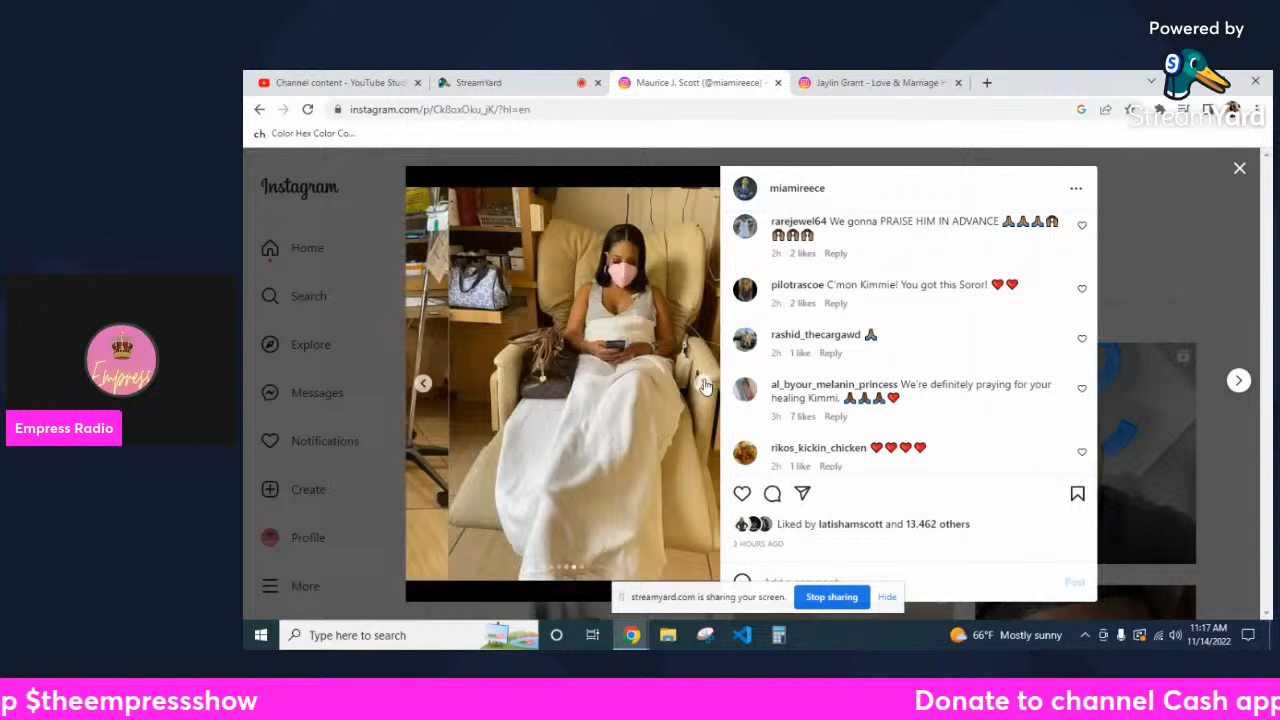 Powered by
StreamYard
Channel content - YouTube Stud
StreamYard
Maurice J. Scott (@miamireece) -
Jaylin Grant - Love & Marriage H
instagram.com/p/Ck8oxOku_jK/?hl=en
ch Color Hex Color Co...
Instagram
Home
Search
Explore
Messages
Notifications
Create
Profile
More
miamireece
rarejewel64 We gonna PRAISE HIM IN ADVANCE 🙏🏾🙏🏾🙏🏾🙆🏾‍♀️
🙆🏾‍♀️🙆🏾‍♀️🙆🏾‍♀️
2h 2 likes Reply
pilotrascoe C'mon Kimmie! You got this Soror! ❤️❤️
2h 2 likes Reply
rashid_thecargawd 🙏🏾
2h 1 like Reply
al_byour_melanin_princess We're definitely praying for your
healing Kimmi. 🙏🏾🙏🏾🙏🏾❤️
3h 7 likes Reply
rikos_kickin_chicken ❤️❤️❤️❤️
2h 1 like Reply
Liked by latishamscott and 13,462 others
3 HOURS AGO
Add a comment...
Post
streamyard.com is sharing your screen.
Stop sharing
Hide
Empress
Empress Radio
Type here to search
66°F Mostly sunny
11:17 AM
11/14/2022
p $theempressshow
Donate to channel Cash app